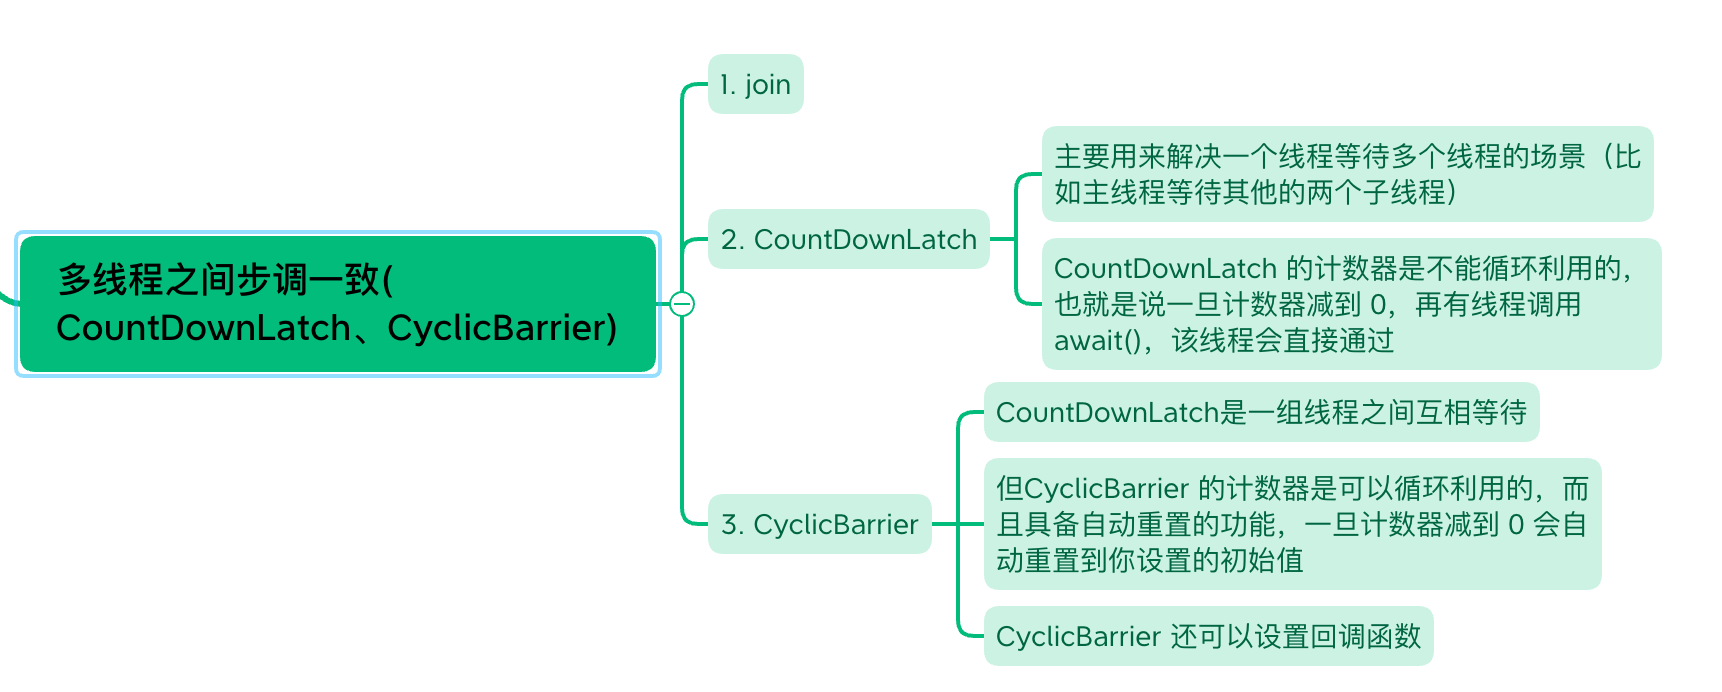 多线程之间步调一致(
CountDownLatch、CyclicBarrier)
1. join
2. CountDownLatch
主要用来解决一个线程等待多个线程的场景（比
如主线程等待其他的两个子线程）
CountDownLatch 的计数器是不能循环利用的，
也就是说一旦计数器减到 0，再有线程调用
await()，该线程会直接通过
3. CyclicBarrier
CountDownLatch是一组线程之间互相等待
但CyclicBarrier 的计数器是可以循环利用的，而
且具备自动重置的功能，一旦计数器减到 0 会自
动重置到你设置的初始值
CyclicBarrier 还可以设置回调函数